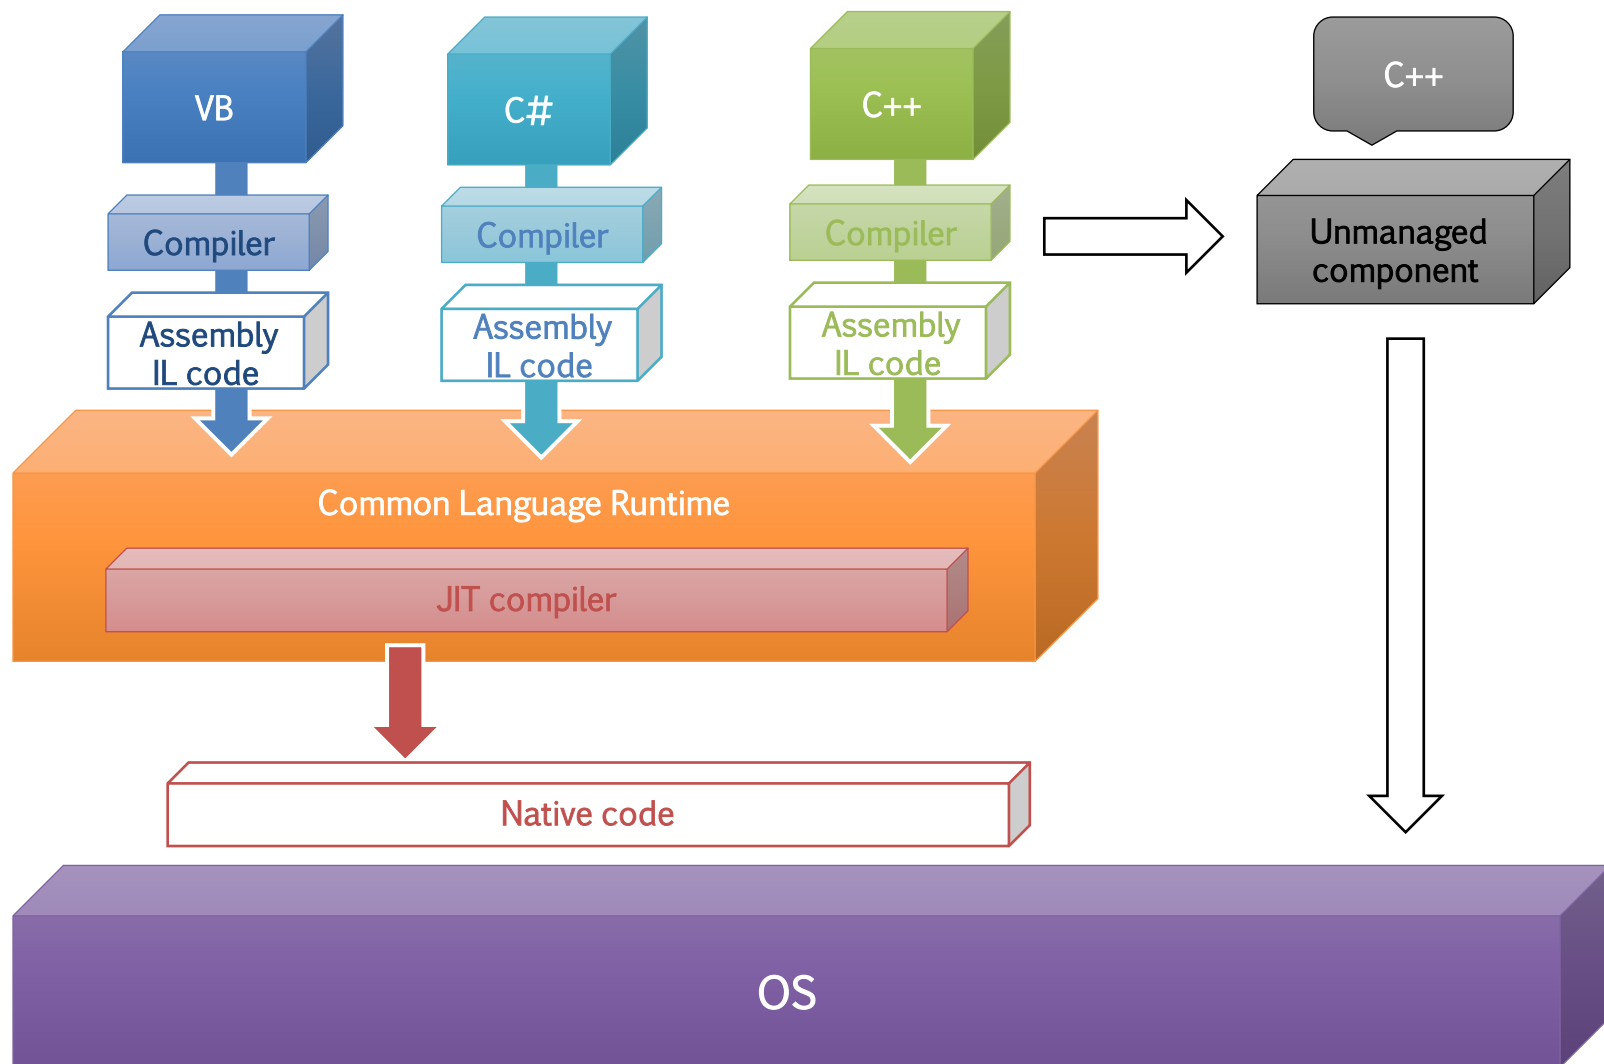 VB
C#
C++
C++
Compiler
Compiler
Compiler
Unmanaged
component
Assembly
IL code
Assembly
IL code
Assembly
IL code
Common Language Runtime
JIT compiler
Native code
OS